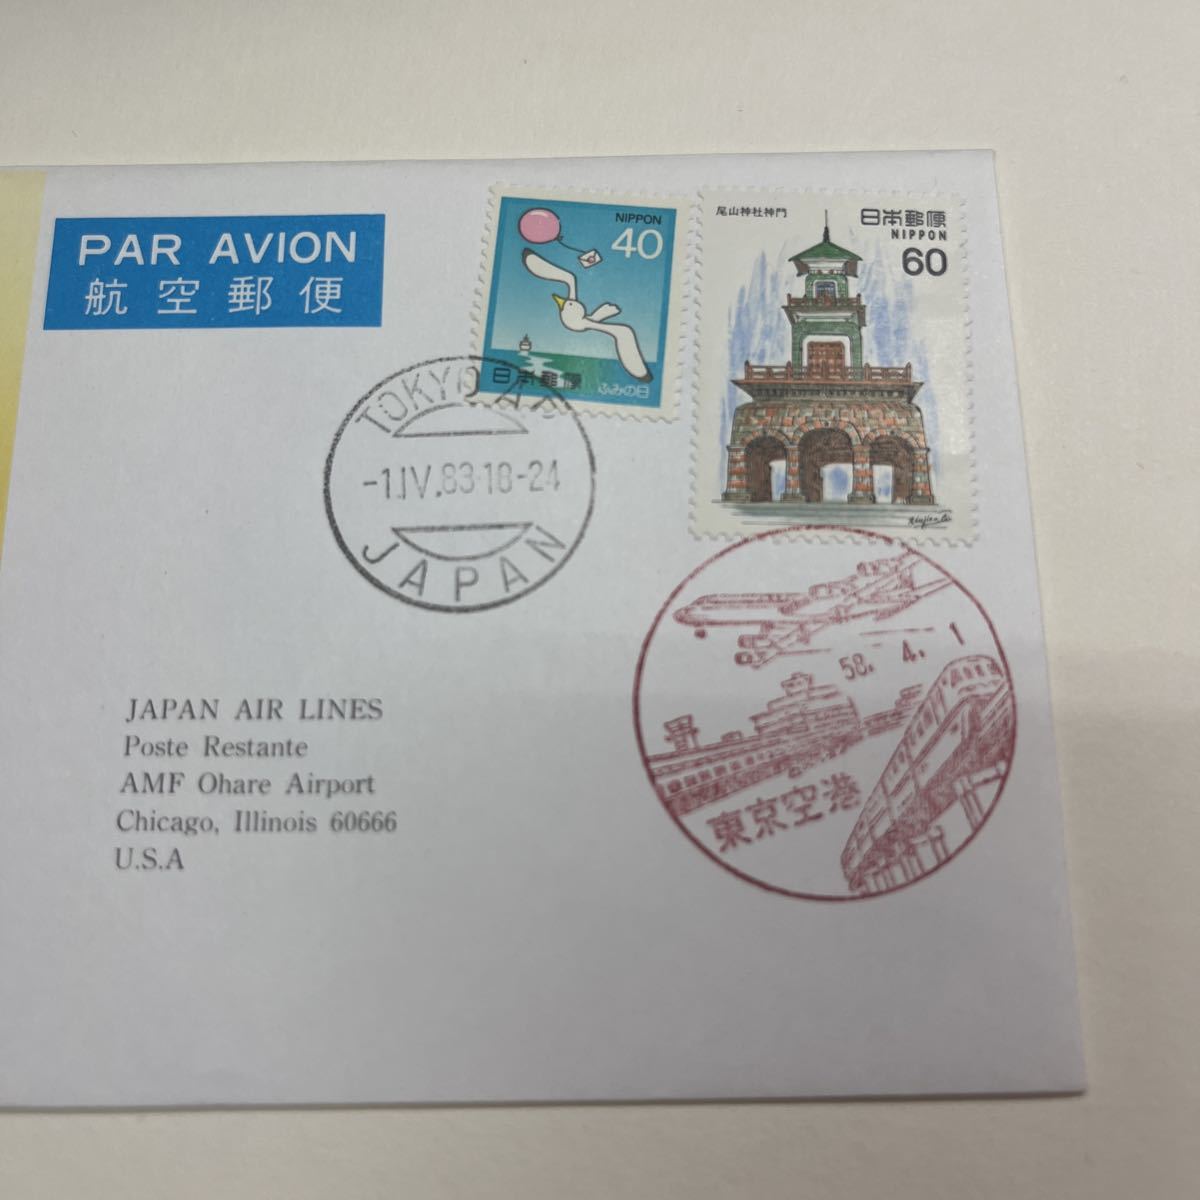 PAR AVION
航空郵便
NIPPON
40
日本郵便
ふみの日
尾山神社神門
日本郵便
NIPPON
60
TOKYO AP
-1.IV.83.18-24
JAPAN
58. 4. 1
東京空港
JAPAN AIR LINES
Poste Restante
AMF Ohare Airport
Chicago, Illinois 60666
U.S.A